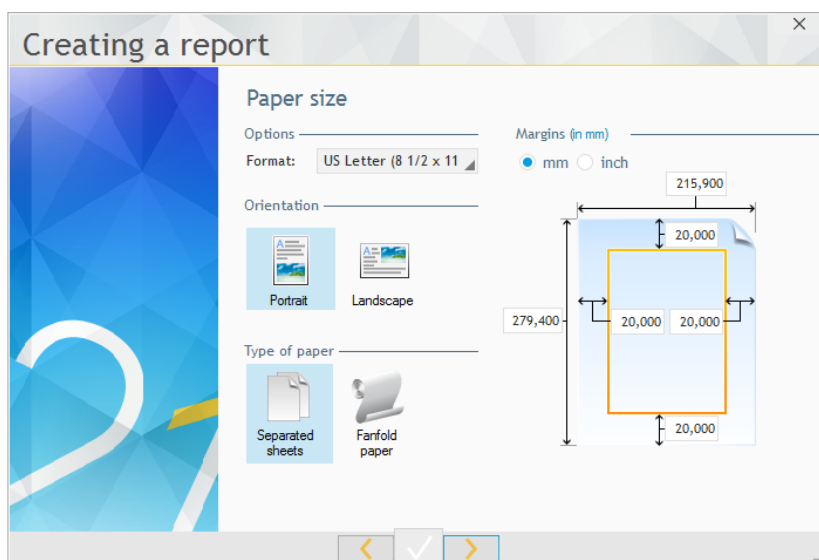 Creating a report
Paper size
Options
Format:
US Letter (8 1/2 x 11
Orientation
Portrait
Landscape
Type of paper
Separated
sheets
Fanfold
paper
Margins (in mm)
mm
inch
215,900
20,000
279,400
20,000
20,000
20,000